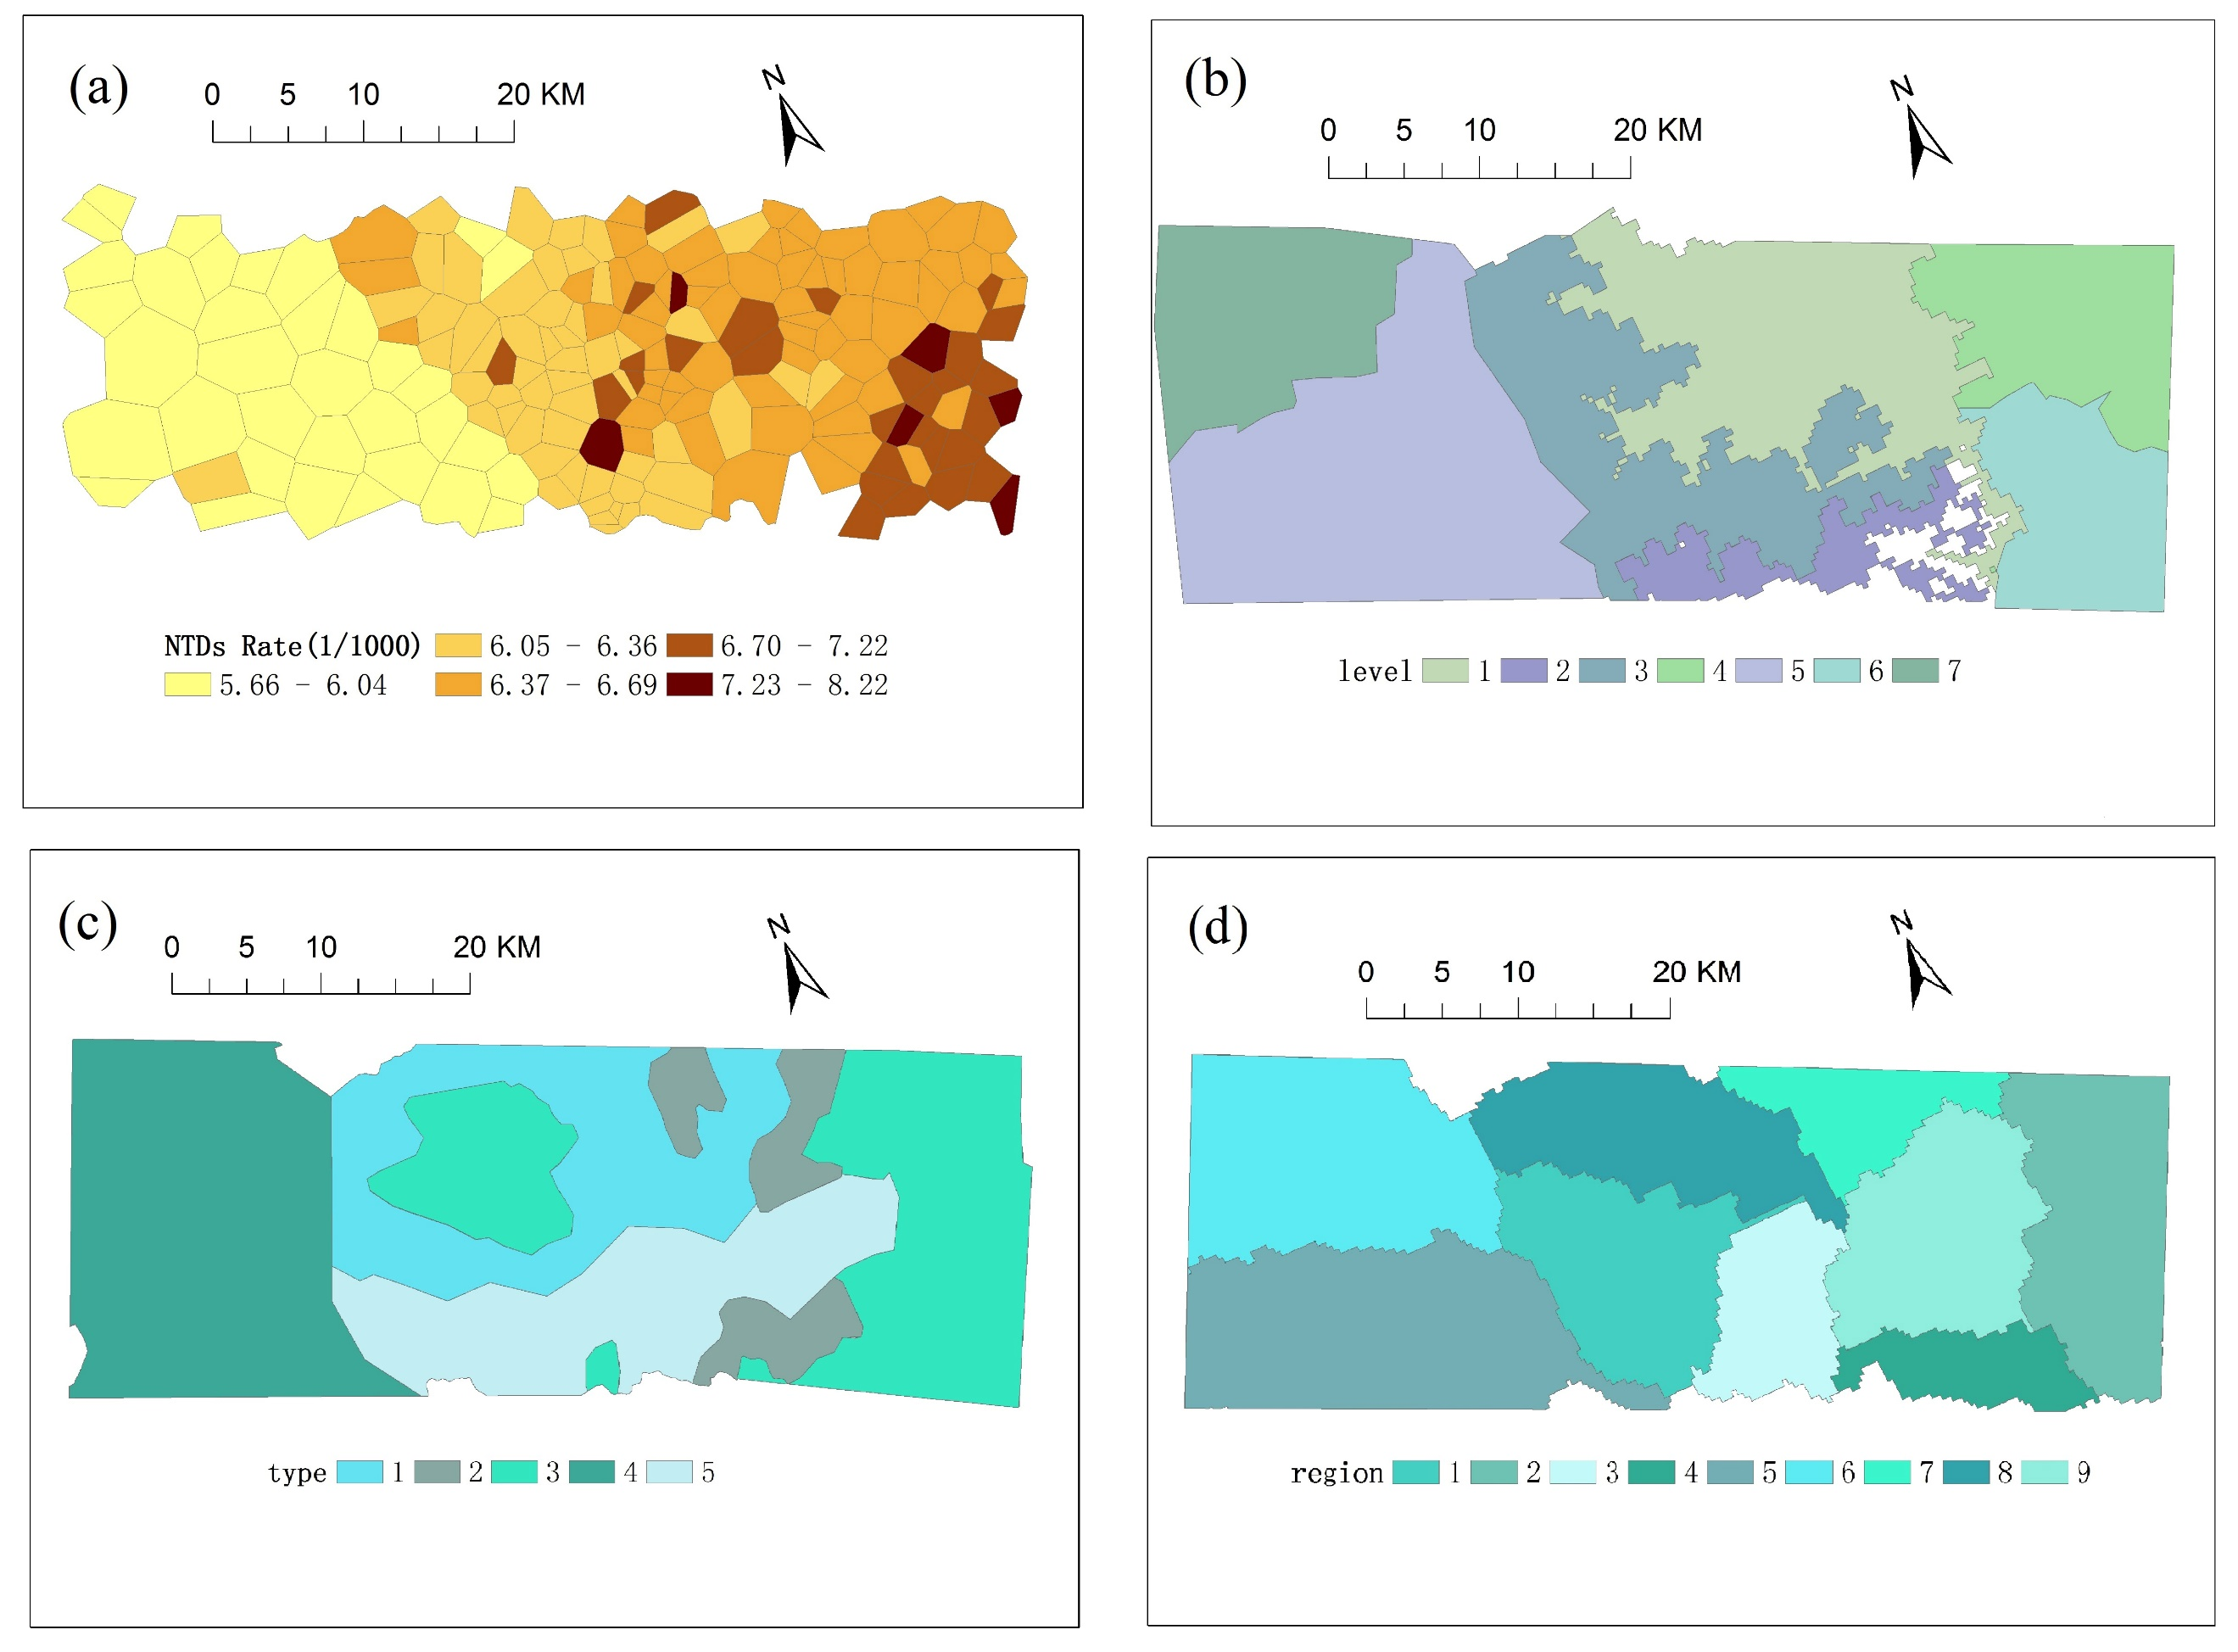 (a)
0 5 10 20 KM
N
NTDs Rate(1/1000) 6.05 - 6.36 6.70 - 7.22
5.66 - 6.04 6.37 - 6.69 7.23 - 8.22
(b)
0 5 10 20 KM
N
level 1 2 3 4 5 6 7
(c)
0 5 10 20 KM
N
type 1 2 3 4 5
(d)
0 5 10 20 KM
N
region 1 2 3 4 5 6 7 8 9